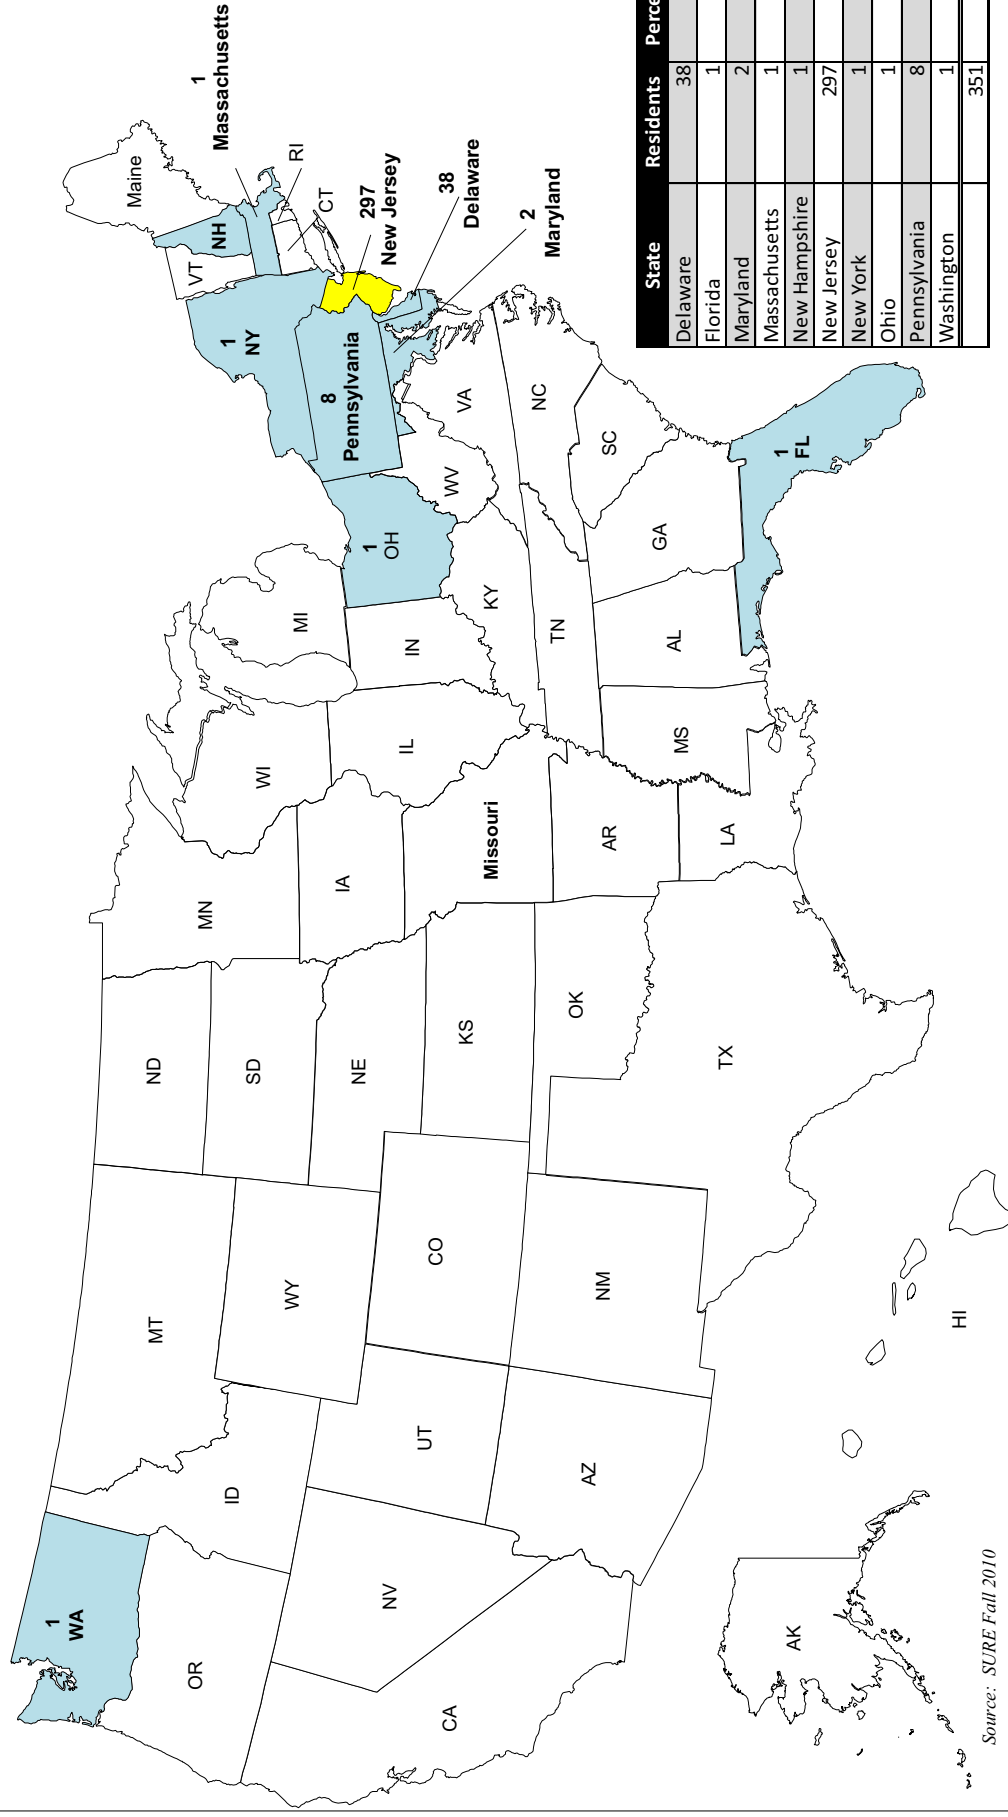 1
WA
OR
CA
NV
ID
MT
WY
UT
AZ
CO
NM
ND
SD
NE
KS
OK
TX
MN
IA
Missouri
AR
LA
WI
IL
MS
MI
IN
KY
TN
AL
1
OH
WV
VA
NC
SC
GA
1
FL
8
Pennsylvania
1
NY
VT
NH
Maine
1
Massachusetts
RI
CT
297
New Jersey
38
Delaware
2
Maryland
AK
HI
State Residents
Delaware 38
Florida 1
Maryland 2
Massachusetts 1
New Hampshire 1
New Jersey 297
New York 1
Ohio 1
Pennsylvania 8
Washington 1
351
Source: SURE Fall 2010